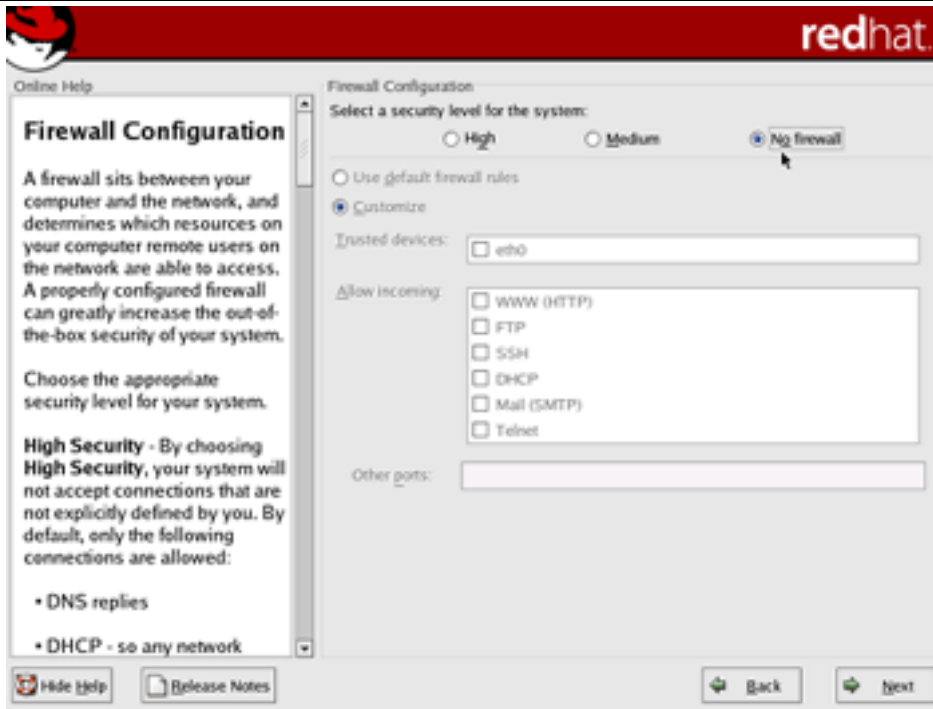 redhat.
Online Help
Firewall Configuration
A firewall sits between your
computer and the network, and
determines which resources on
your computer remote users on
the network are able to access.
A properly configured firewall
can greatly increase the out-of-
the-box security of your system.
Choose the appropriate
security level for your system.
High Security - By choosing
High Security, your system will
not accept connections that are
not explicitly defined by you. By
default, only the following
connections are allowed:
• DNS replies
• DHCP - so any network
Firewall Configuration
Select a security level for the system:
High Medium No firewall
Use default firewall rules
Customize
Trusted devices: eth0
Allow incoming: WWW (HTTP)
FTP
SSH
DHCP
Mail (SMTP)
Telnet
Other ports:
Hide Help Release Notes Back Next